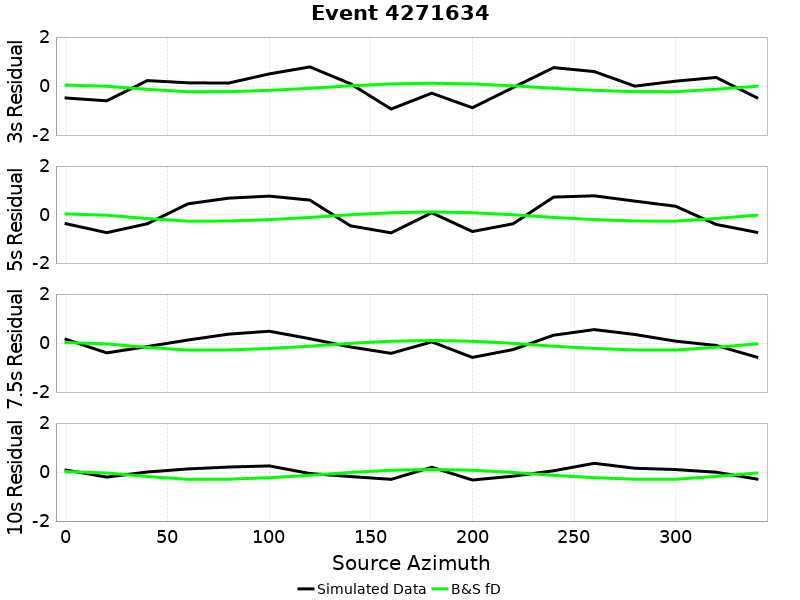 Event 4271634
3s Residual
2
0
-2
5s Residual
2
0
-2
7.5s Residual
2
0
-2
10s Residual
2
0
-2
0 50 100 150 200 250 300
Source Azimuth
Simulated Data B&S fD